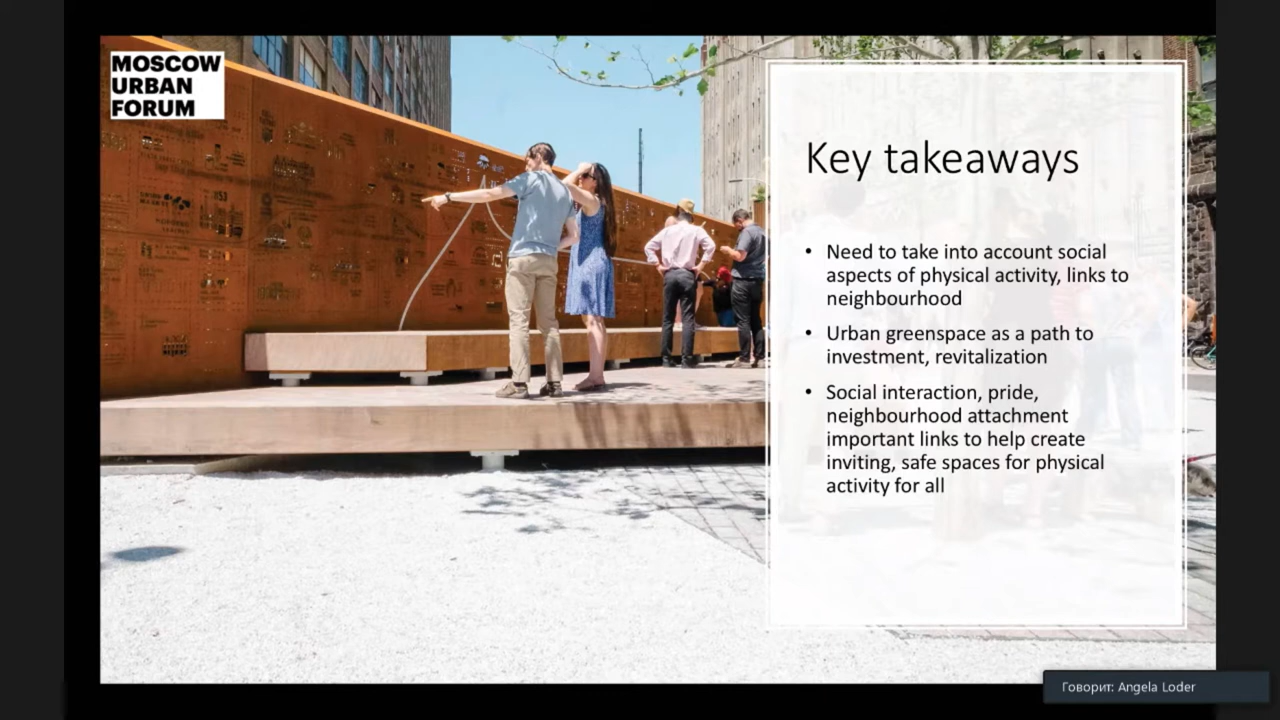 MOSCOW
URBAN
FORUM
Key takeaways
• Need to take into account social
aspects of physical activity, links to
neighbourhood
• Urban greenspace as a path to
investment, revitalization
• Social interaction, pride,
neighbourhood attachment
important links to help create
inviting, safe spaces for physical
activity for all
Говорит: Angela Loder